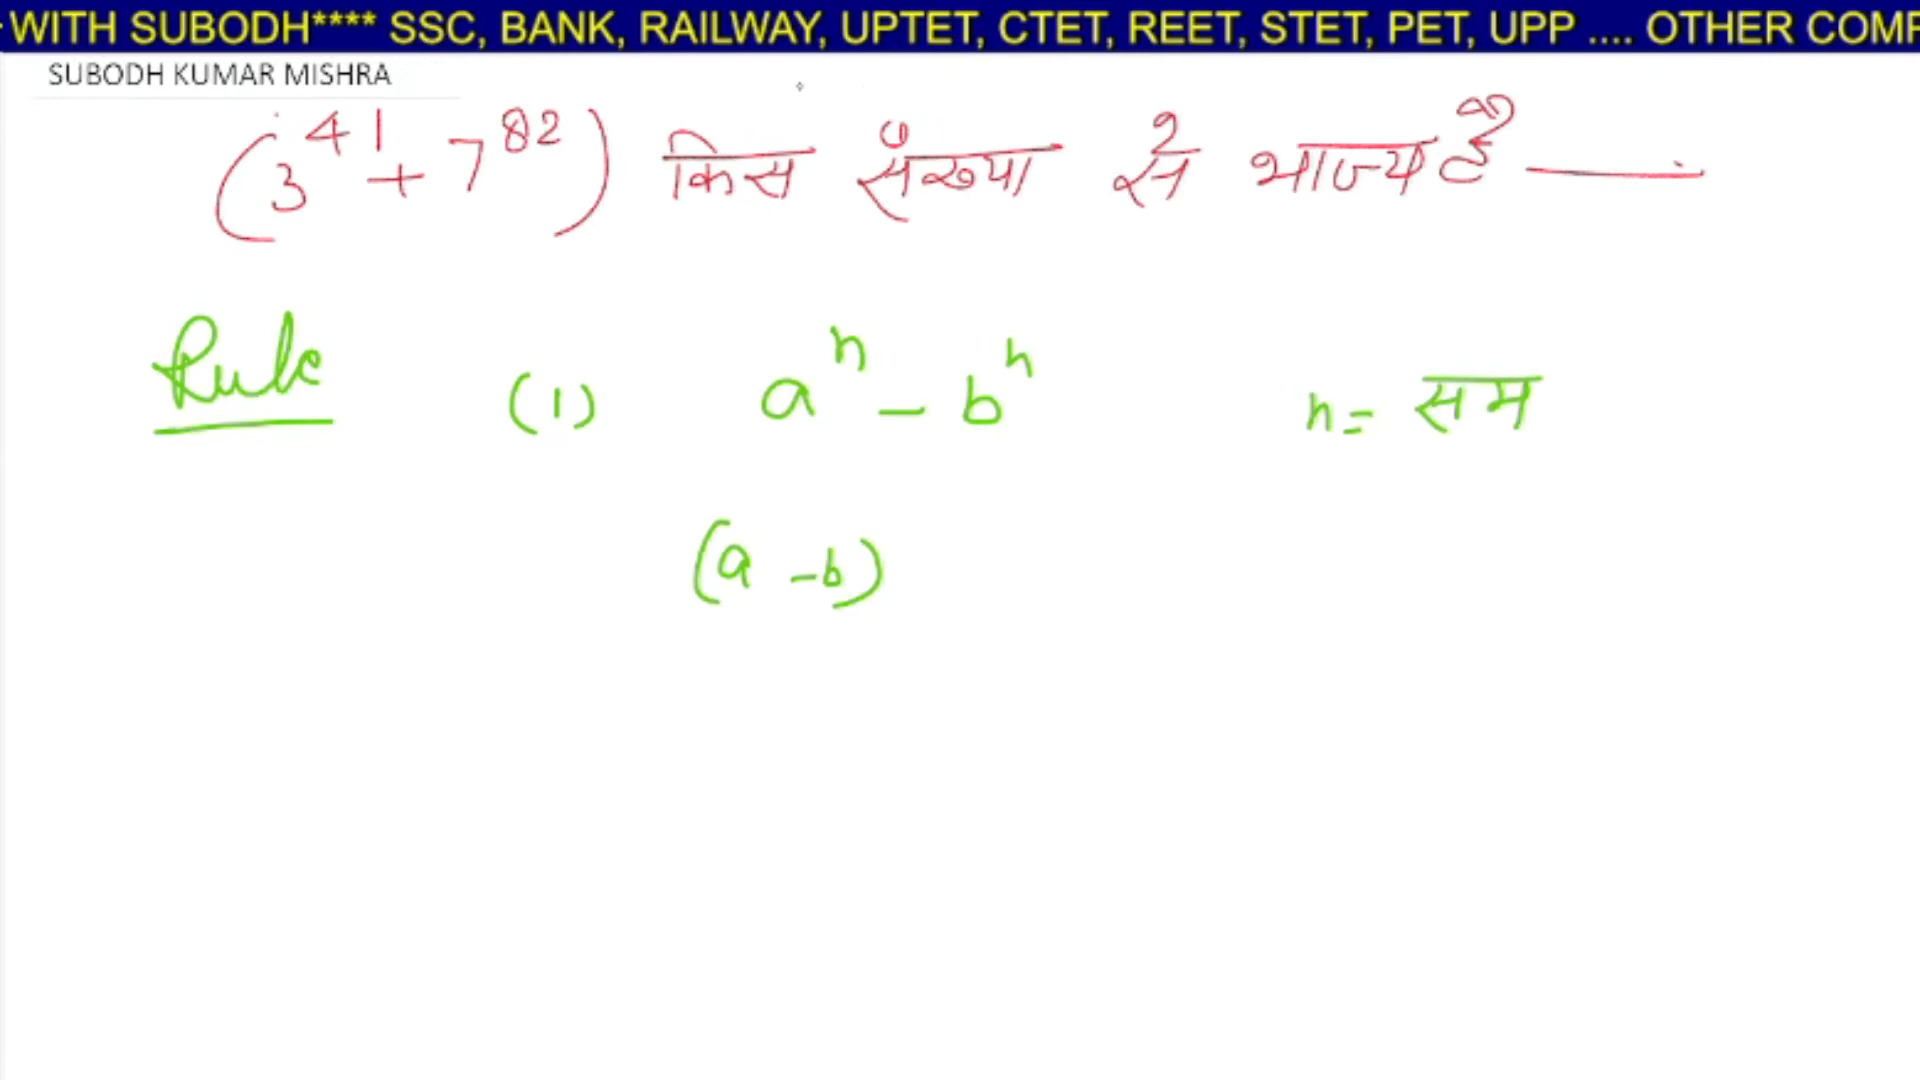 -WITH SUBODH**** SSC, BANK, RAILWAY, UPTET, CTET, REET, STET, PET, UPP .... OTHER COMP
SUBODH KUMAR MISHRA
(3^41 + 7^82) किस संख्या से भाज्य है ——
Rule (1) a^n - b^n n = सम
(a - b)